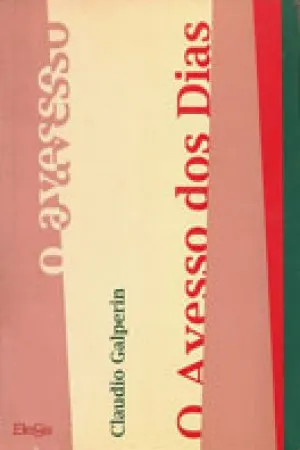 o avesso
O Avesso dos Dias
Claudio Galperin